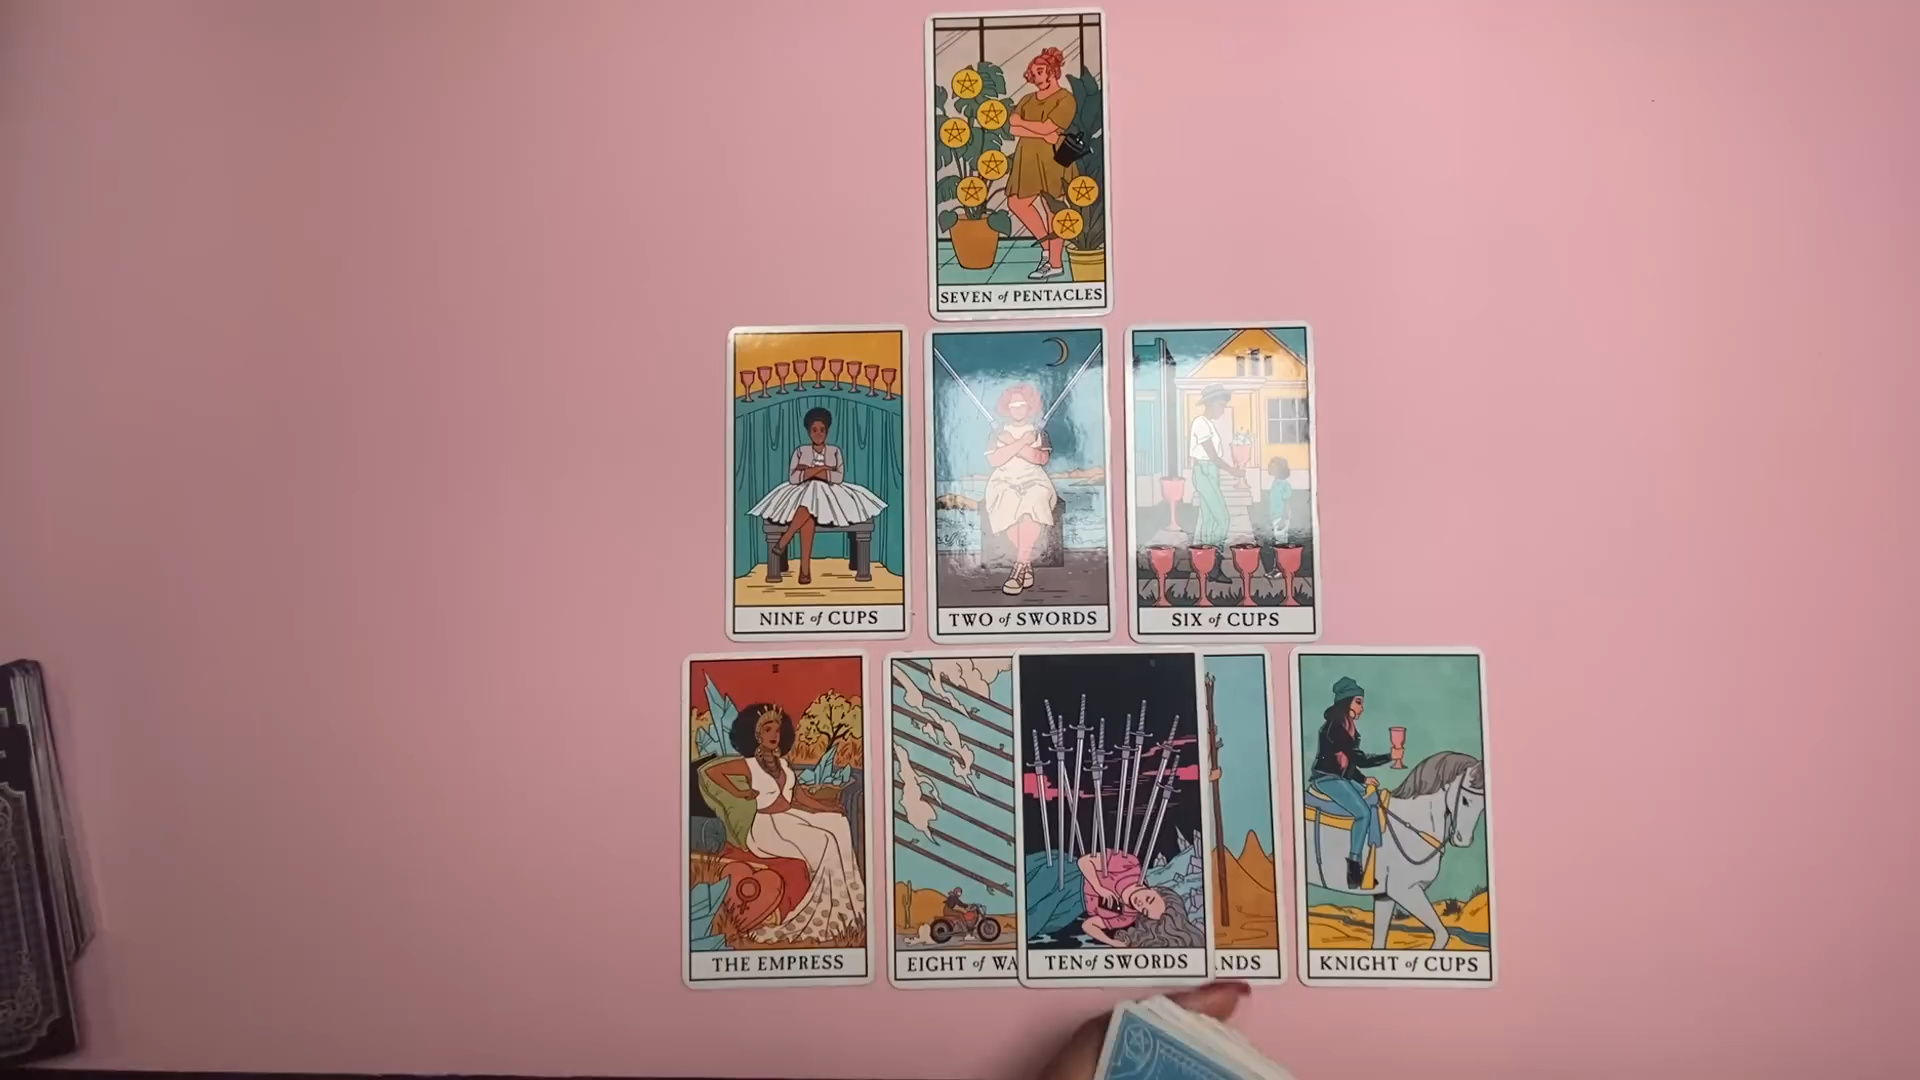 SEVEN of PENTACLES
NINE of CUPS
TWO of SWORDS
SIX of CUPS
III
THE EMPRESS
EIGHT of WA
TEN of SWORDS
NDS
KNIGHT of CUPS